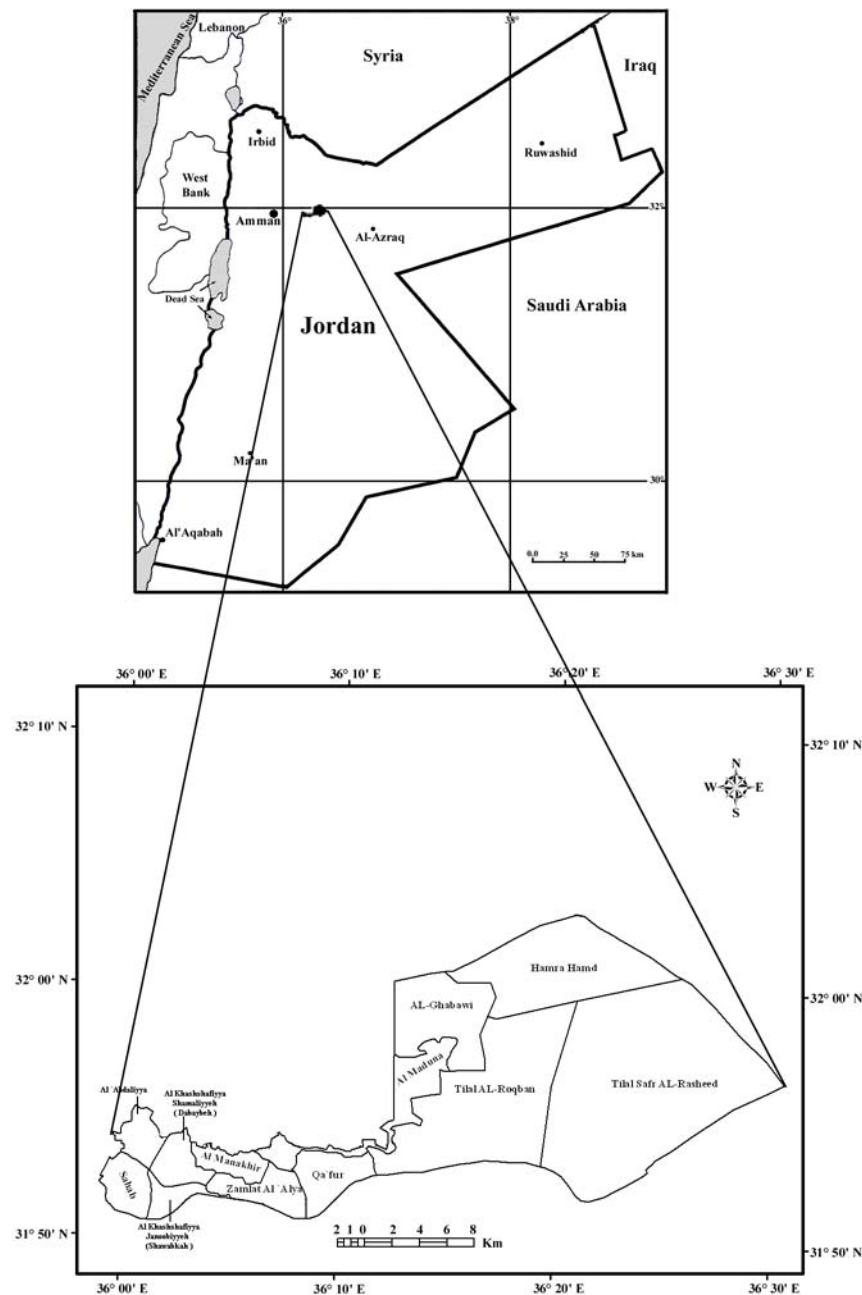 36°
38°
Lebanon
Mediterranean Sea
Syria
Iraq
Irbid
Ruwashid
West
Bank
32°
Amman
Al-Azraq
Dead Sea
Saudi Arabia
Jordan
Ma'an
30°
Al'Aqabah
0.0 25 50 75 km
36° 00' E 36° 10' E 36° 20' E 36° 30' E
32° 10' N
32° 10' N
N
W E
S
Hamra Hamd
32° 00' N
32° 00' N
AL-Ghabawi
Al Maduna
Tilal AL-Roqban
Tilal Safr AL-Rasheed
Al `Abdaliyya
Al Khashshafiyya
Shamaliyyeh
( Dabaybeh )
Al Manakhir
Qa`fur
Sahab
Zamlat Al `Alya
Al Khashshafiyya
Janoobiyyeh
(Shawabkah)
31° 50' N
31° 50' N
2 1 0 2 4 6 8
Km
36° 00' E 36° 10' E 36° 20' E 36° 30' E